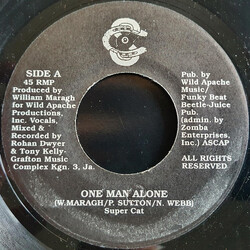 SIDE A
45 RMP
Produced by
William Maragh
for Wild Apache
Productions,
Inc. Vocals,
Mixed &
Recorded by
Rohan Dwyer
& Tony Kelly-
Grafton Music
Complex Kgn. 3, Ja.
Pub. by
Wild Apache
Music/
Funky Beat
Beetle-Juice
Pub.
(admin. by
Zomba
Enterprises,
Inc.) ASCAP
ALL RIGHTS
RESERVED
ONE MAN ALONE
(W.MARAGH/P. SUTTON/N. WEBB)
Super Cat